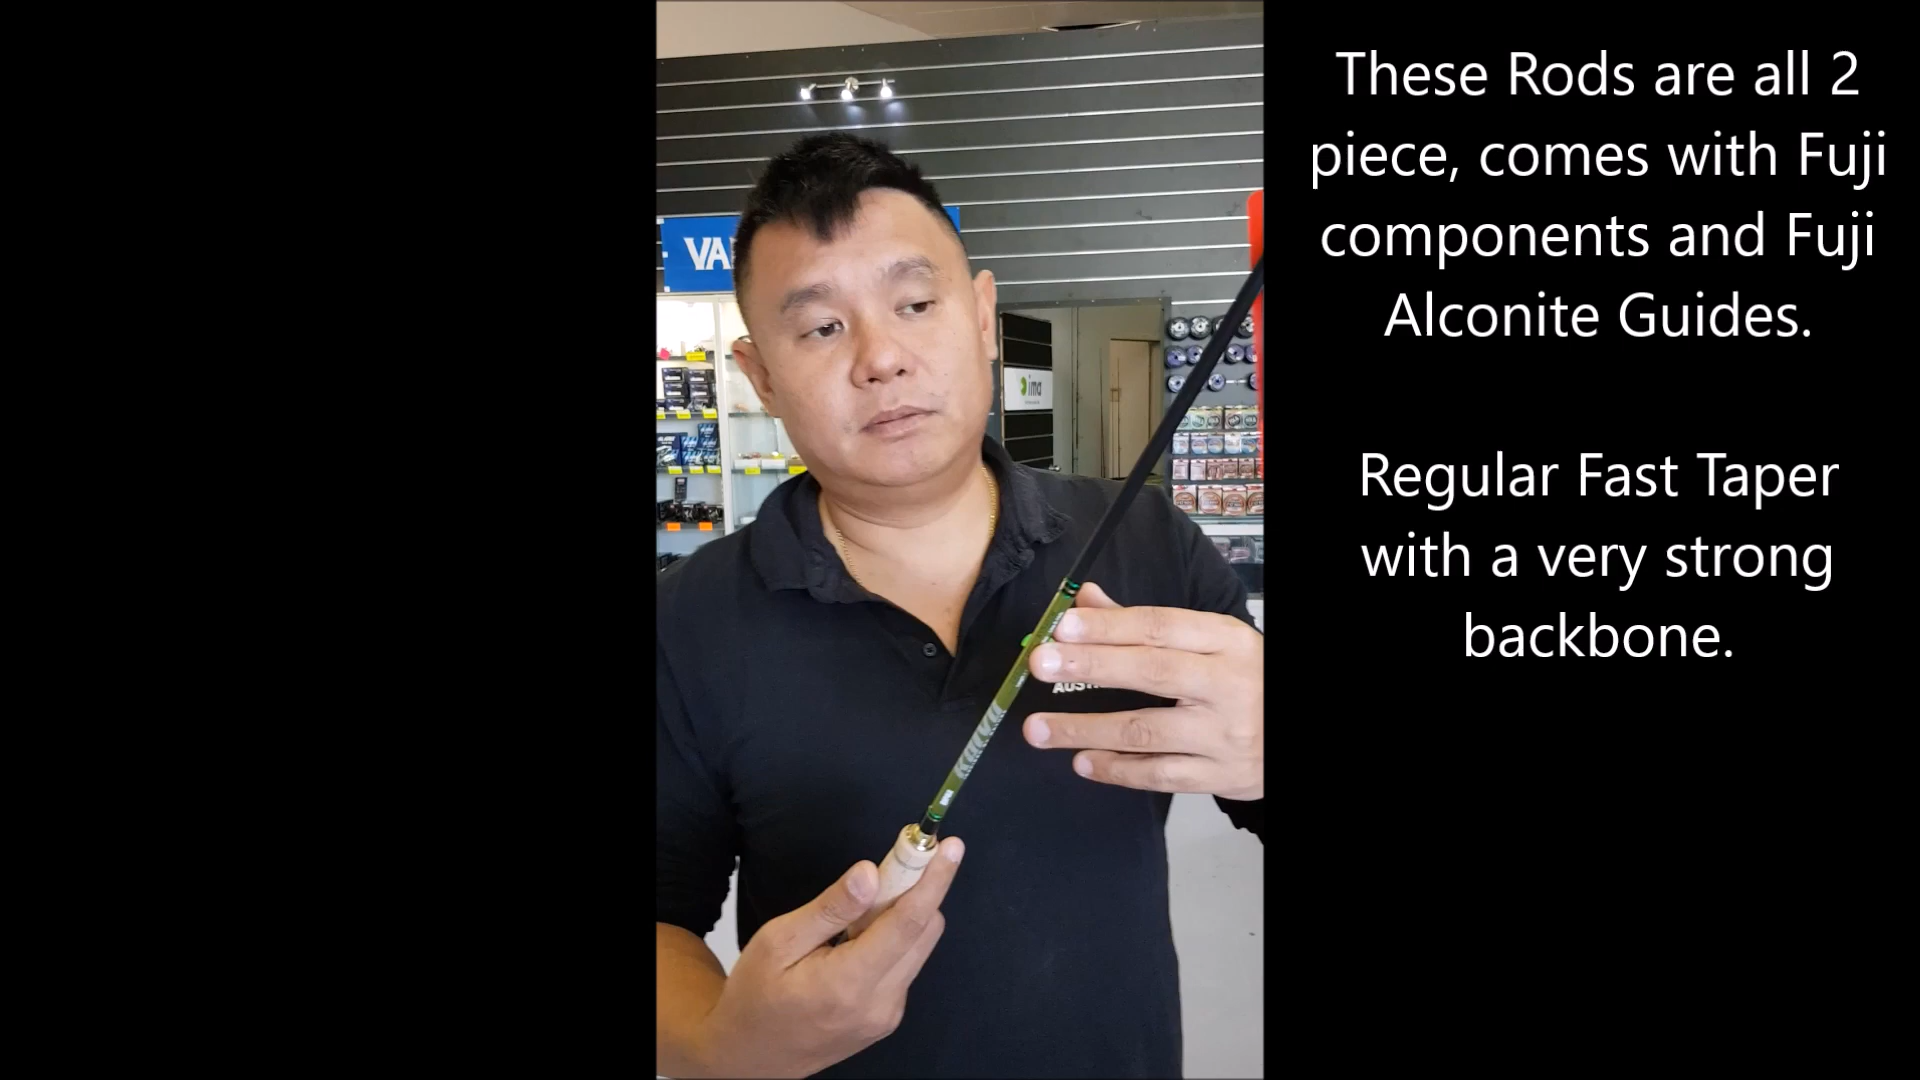 These Rods are all 2
piece, comes with Fuji
components and Fuji
Alconite Guides.
Regular Fast Taper
with a very strong
backbone.
ima